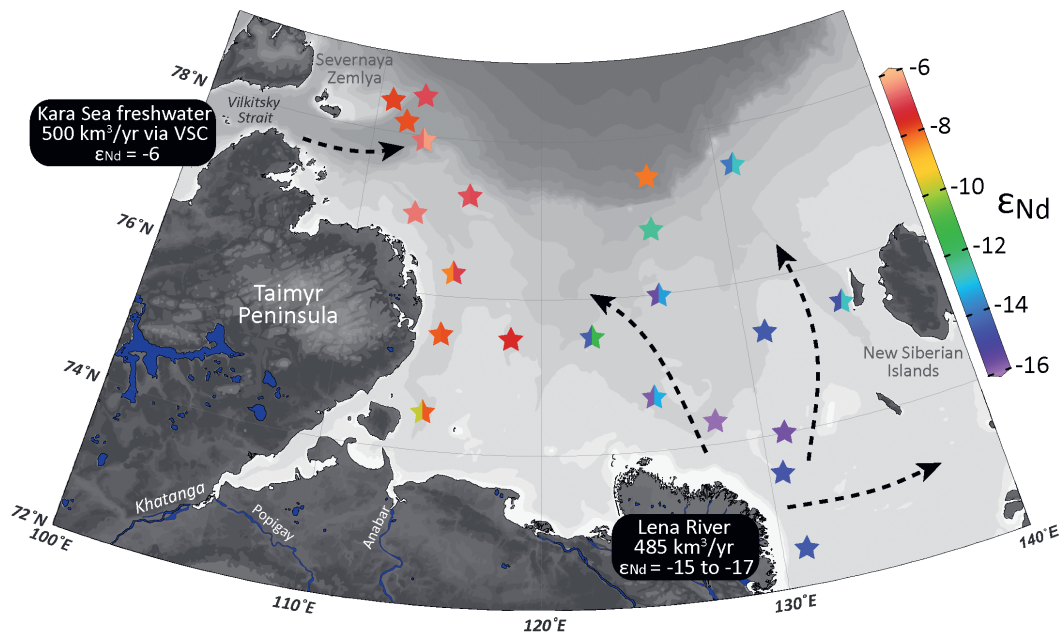 78°N
Severnaya
Zemlya
Vilkitsky
Strait
Kara Sea freshwater
500 km³/yr via VSC
εNd = -6
-6
-8
-10
-12
-14
-16
εNd
76°N
Taimyr
Peninsula
New Siberian
Islands
74°N
Khatanga
Popigay
Anabar
Lena River
485 km³/yr
εNd = -15 to -17
72°N
100°E
110°E
120°E
130°E
140°E